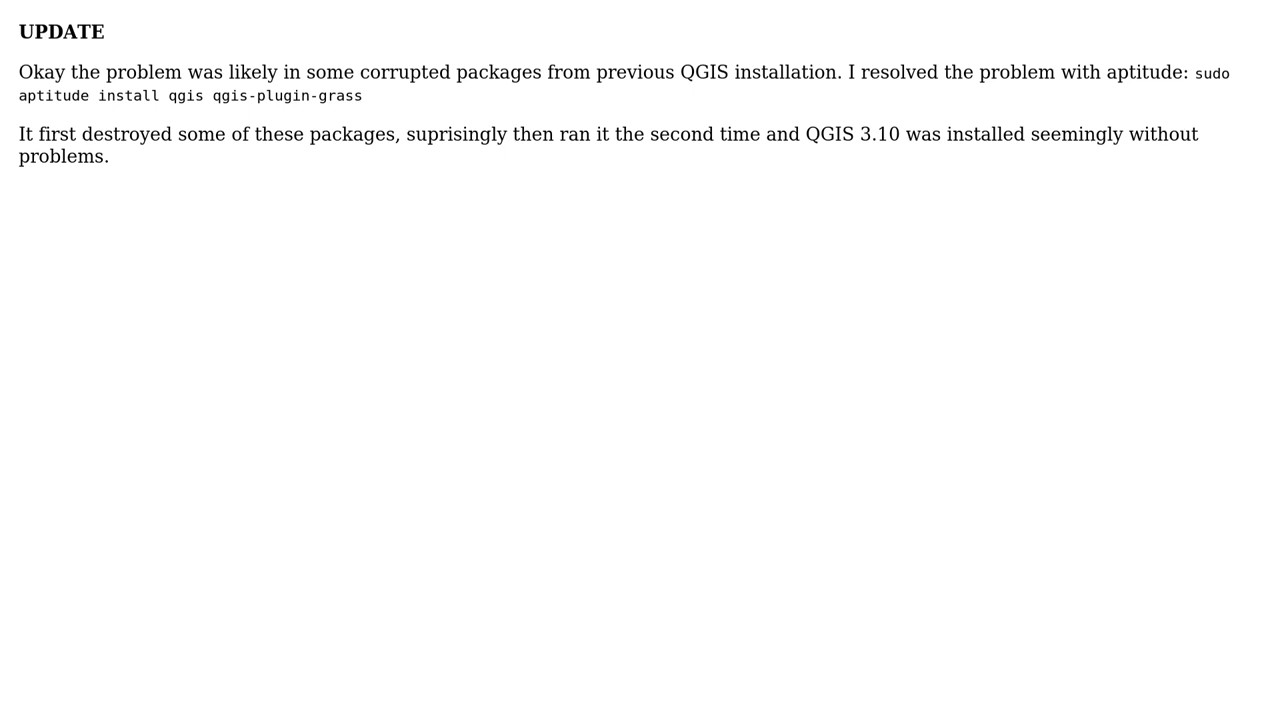 UPDATE
Okay the problem was likely in some corrupted packages from previous QGIS installation. I resolved the problem with aptitude: sudo
aptitude install qgis qgis-plugin-grass
It first destroyed some of these packages, suprisingly then ran it the second time and QGIS 3.10 was installed seemingly without
problems.